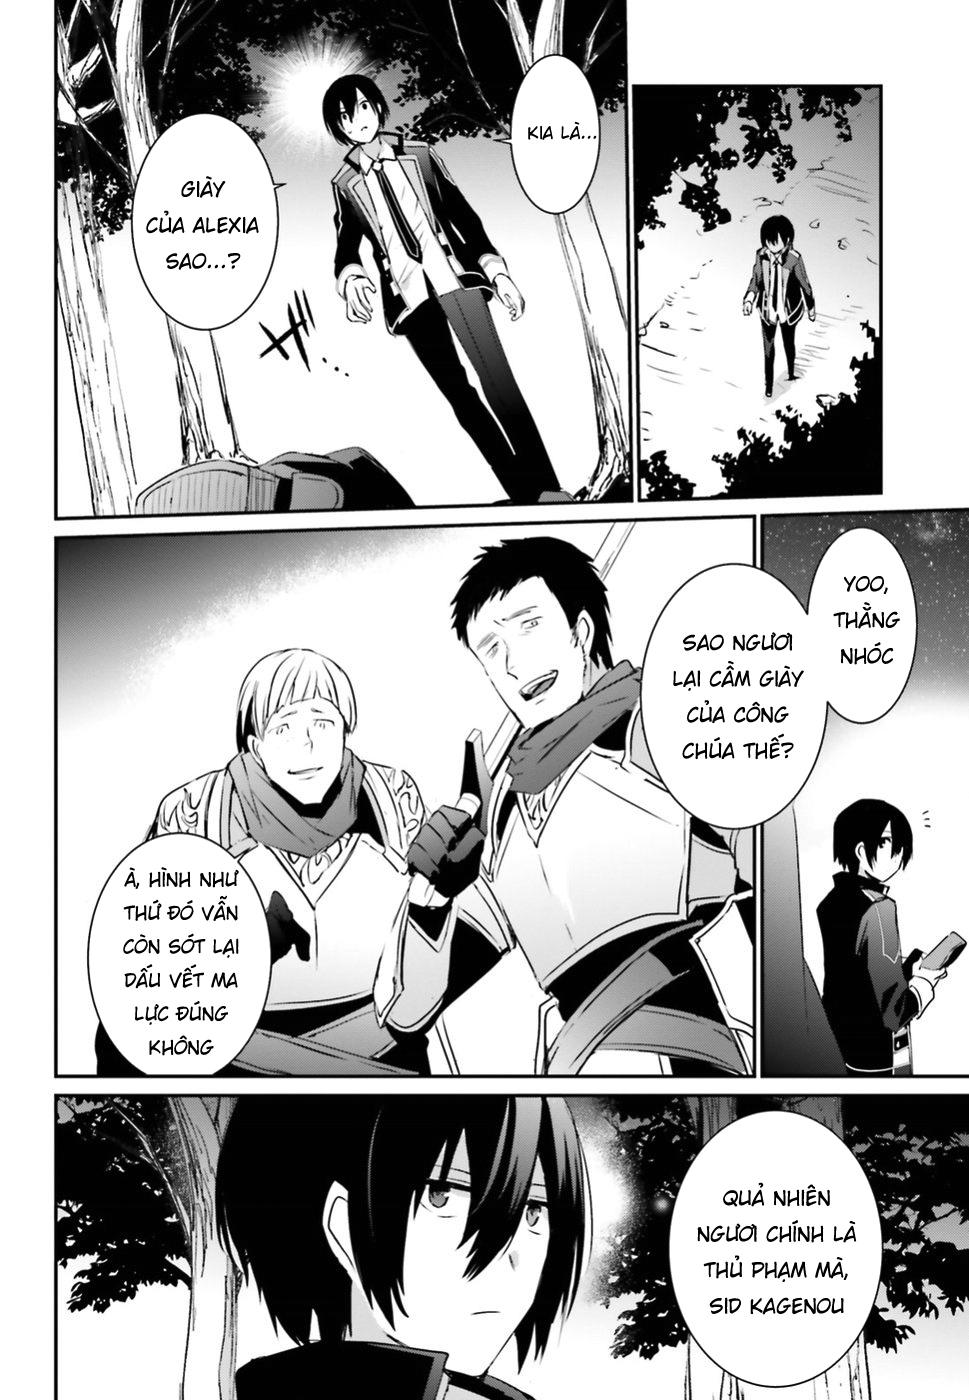 KIA LÀ...
GIÀY
CỦA ALEXIA
SAO...?
YOO,
THẰNG
NHÓC
SAO NGƯƠI
LẠI CẦM GIÀY
CỦA CÔNG
CHÚA THẾ?
À, HÌNH NHƯ
THỨ ĐÓ VẪN
CÒN SÓT LẠI
DẤU VẾT MA
LỰC ĐÚNG
KHÔNG
QUẢ NHIÊN
NGƯƠI CHÍNH LÀ
THỦ PHẠM MÀ,
SID KAGENOU